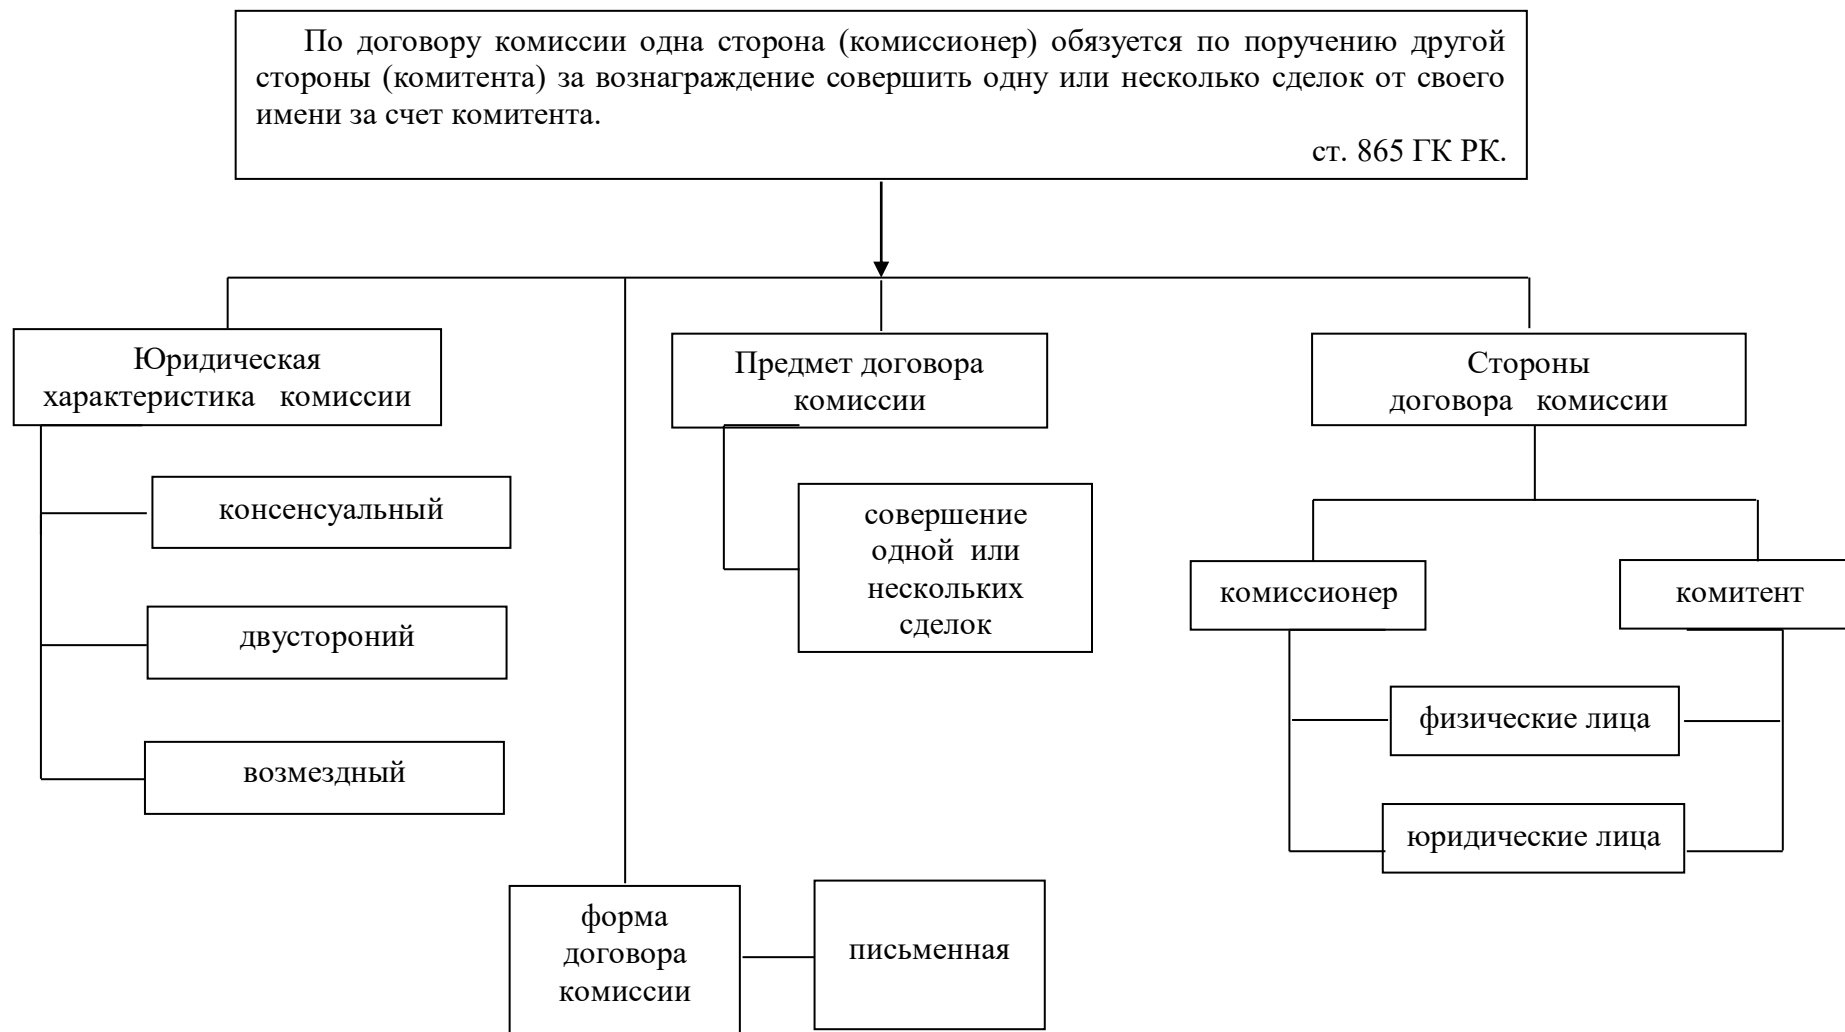 По договору комиссии одна сторона (комиссионер) обязуется по поручению другой
стороны (комитента) за вознаграждение совершить одну или несколько сделок от своего
имени за счет комитента.
ст. 865 ГК РК.
Юридическая
характеристика комиссии
Предмет договора
комиссии
Стороны
договора комиссии
консенсуальный
двустороний
возмездный
совершение
одной или
нескольких
сделок
комиссионер
комитент
физические лица
юридические лица
форма
договора
комиссии
письменная